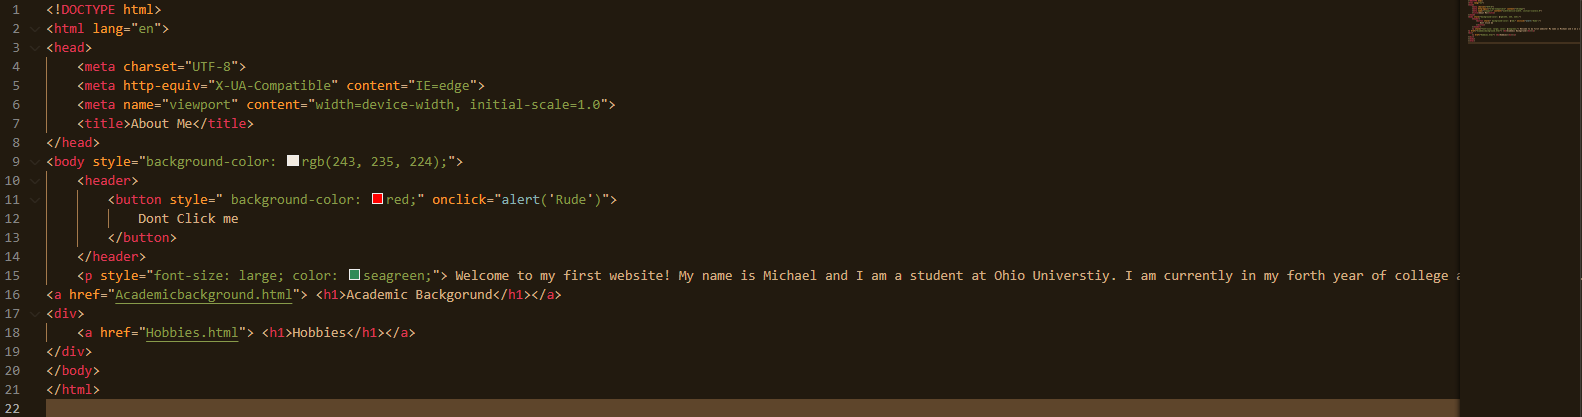 1 <!DOCTYPE html>
2 <html lang="en">
3 <head>
4     <meta charset="UTF-8">
5     <meta http-equiv="X-UA-Compatible" content="IE=edge">
6     <meta name="viewport" content="width=device-width, initial-scale=1.0">
7     <title>About Me</title>
8 </head>
9 <body style="background-color: rgb(243, 235, 224);">
10     <header>
11         <button style=" background-color: red;" onclick="alert('Rude')">
12             Dont Click me
13         </button>
14     </header>
15     <p style="font-size: large; color: seagreen;"> Welcome to my first website! My name is Michael and I am a student at Ohio Universtiy. I am currently in my forth year of college
16 <a href="Academicbackground.html"> <h1>Academic Backgorund</h1></a>
17 <div>
18     <a href="Hobbies.html"> <h1>Hobbies</h1></a>
19 </div>
20 </body>
21 </html>
22